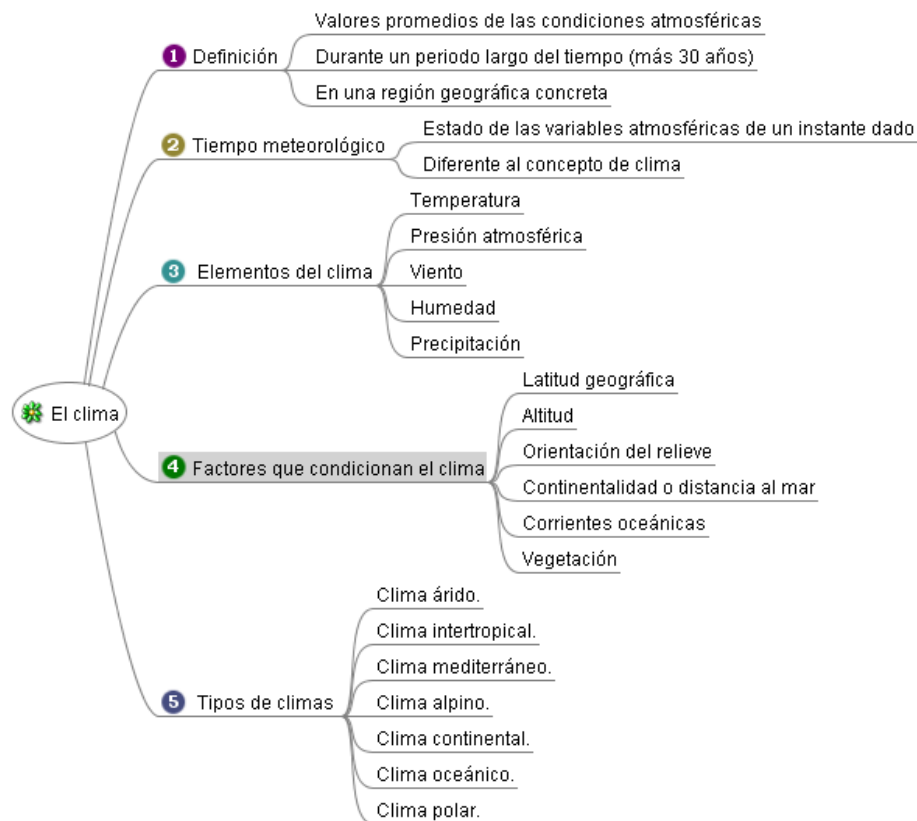 El clima
1 Definición
Valores promedios de las condiciones atmosféricas
Durante un periodo largo del tiempo (más 30 años)
En una región geográfica concreta
2 Tiempo meteorológico
Estado de las variables atmosféricas de un instante dado
Diferente al concepto de clima
3 Elementos del clima
Temperatura
Presión atmosférica
Viento
Humedad
Precipitación
4 Factores que condicionan el clima
Latitud geográfica
Altitud
Orientación del relieve
Continentalidad o distancia al mar
Corrientes oceánicas
Vegetación
5 Tipos de climas
Clima árido.
Clima intertropical.
Clima mediterráneo.
Clima alpino.
Clima continental.
Clima oceánico.
Clima polar.